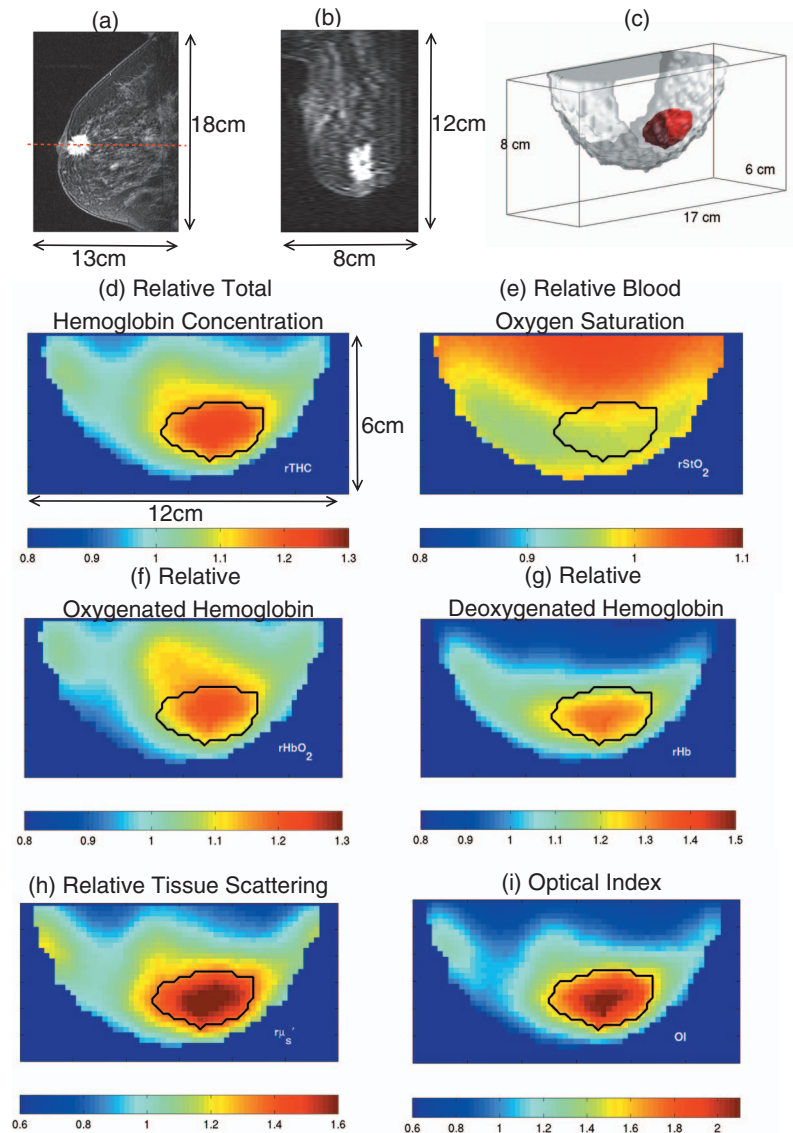 (a)
(b)
(c)
18cm
13cm
12cm
8cm
8 cm
6 cm
17 cm
(d) Relative Total
Hemoglobin Concentration
(e) Relative Blood
Oxygen Saturation
6cm
rTHC
12cm
rStO2
0.8 0.9 1 1.1 1.2 1.3
0.8 0.9 1 1.1
(f) Relative
Oxygenated Hemoglobin
(g) Relative
Deoxygenated Hemoglobin
rHbO2
rHb
0.8 0.9 1 1.1 1.2 1.3
0.8 0.9 1 1.1 1.2 1.3 1.4 1.5
(h) Relative Tissue Scattering
(i) Optical Index
rμs'
OI
0.6 0.8 1 1.2 1.4 1.6
0.6 0.8 1 1.2 1.4 1.6 1.8 2